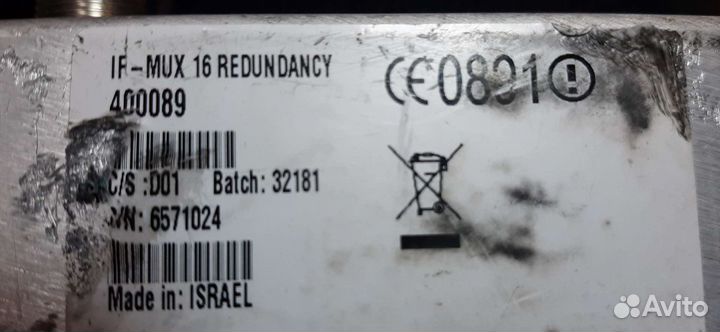 IF-MUX 16 REDUNDANCY
400089
C/S :D01 Batch: 32181
/N: 6571024
Made in: ISRAEL
CE0891
Avito